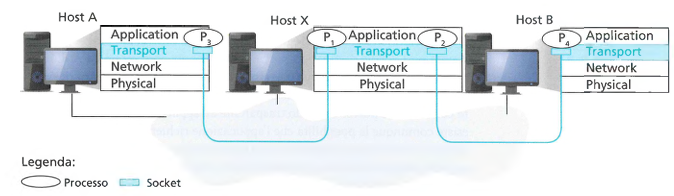 Host A
Application
P3
Transport
Network
Physical
Host X
P1
Application
P2
Transport
Network
Physical
Host B
P4
Application
Transport
Network
Physical
Legenda:
Processo
Socket